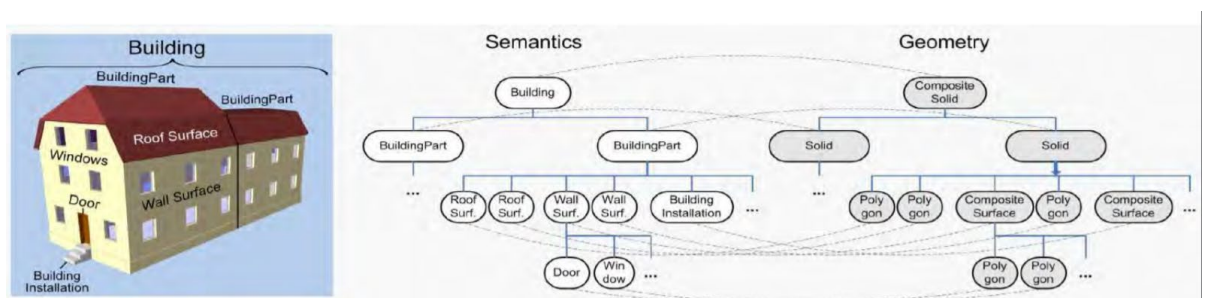 Building
BuildingPart
BuildingPart
Roof Surface
Windows
Wall Surface
Door
Building
Installation
Semantics
Geometry
Building
Composite
Solid
BuildingPart
BuildingPart
Solid
Solid
...
...
Roof
Surf.
Roof
Surf.
Wall
Surf.
Wall
Surf.
Building
Installation
...
Poly
gon
Poly
gon
Composite
Surface
Poly
gon
Composite
Surface
...
Door
Win
dow
...
Poly
gon
Poly
gon
...